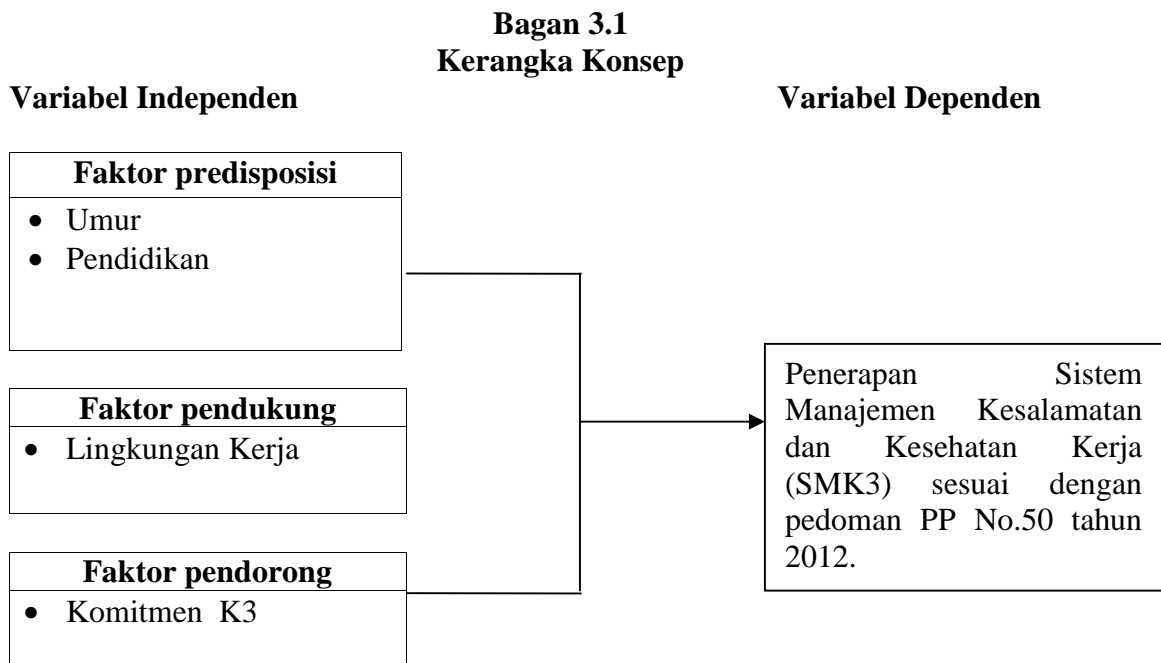 Bagan 3.1
Kerangka Konsep
Variabel Independen
Variabel Dependen
Faktor predisposisi
• Umur
• Pendidikan
Faktor pendukung
• Lingkungan Kerja
Faktor pendorong
• Komitmen K3
Penerapan Sistem
Manajemen Kesalamatan
dan Kesehatan Kerja
(SMK3) sesuai dengan
pedoman PP No.50 tahun
2012.